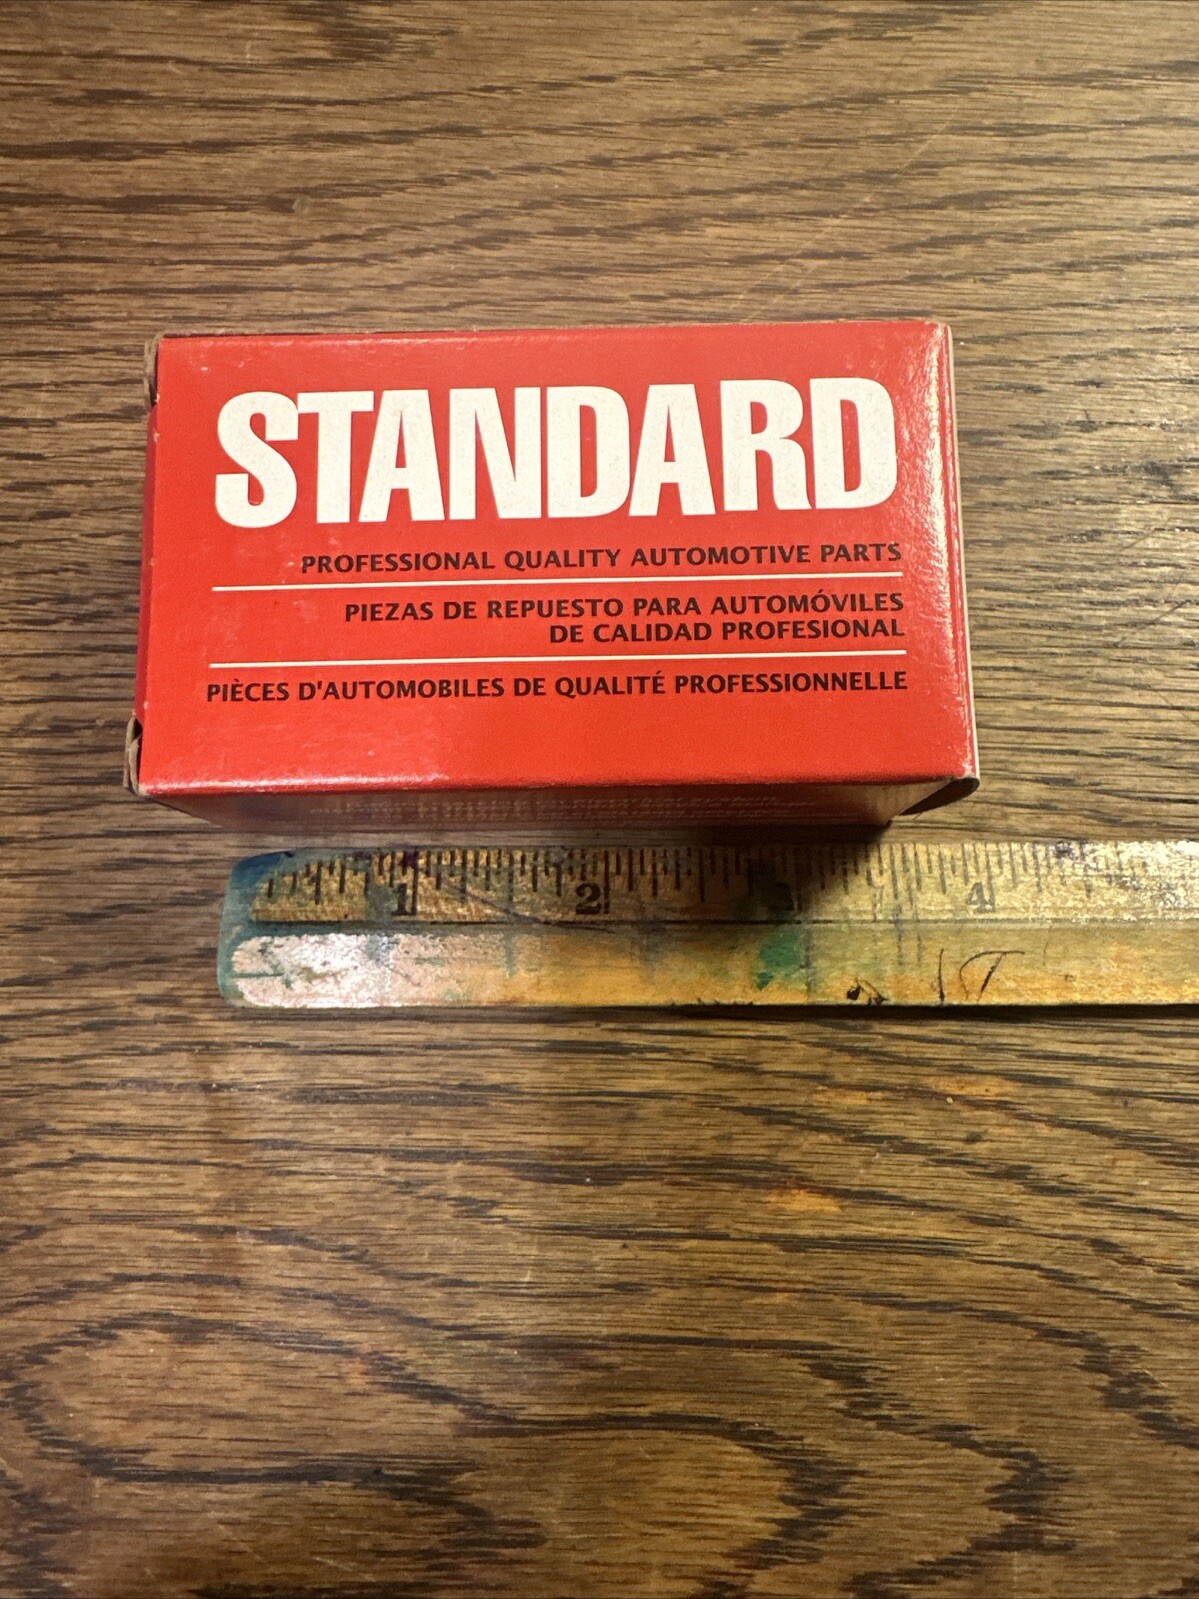 STANDARD
PROFESSIONAL QUALITY AUTOMOTIVE PARTS
PIEZAS DE REPUESTO PARA AUTOMÓVILES
DE CALIDAD PROFESIONAL
PIÈCES D'AUTOMOBILES DE QUALITÉ PROFESSIONNELLE
1 2 3 4